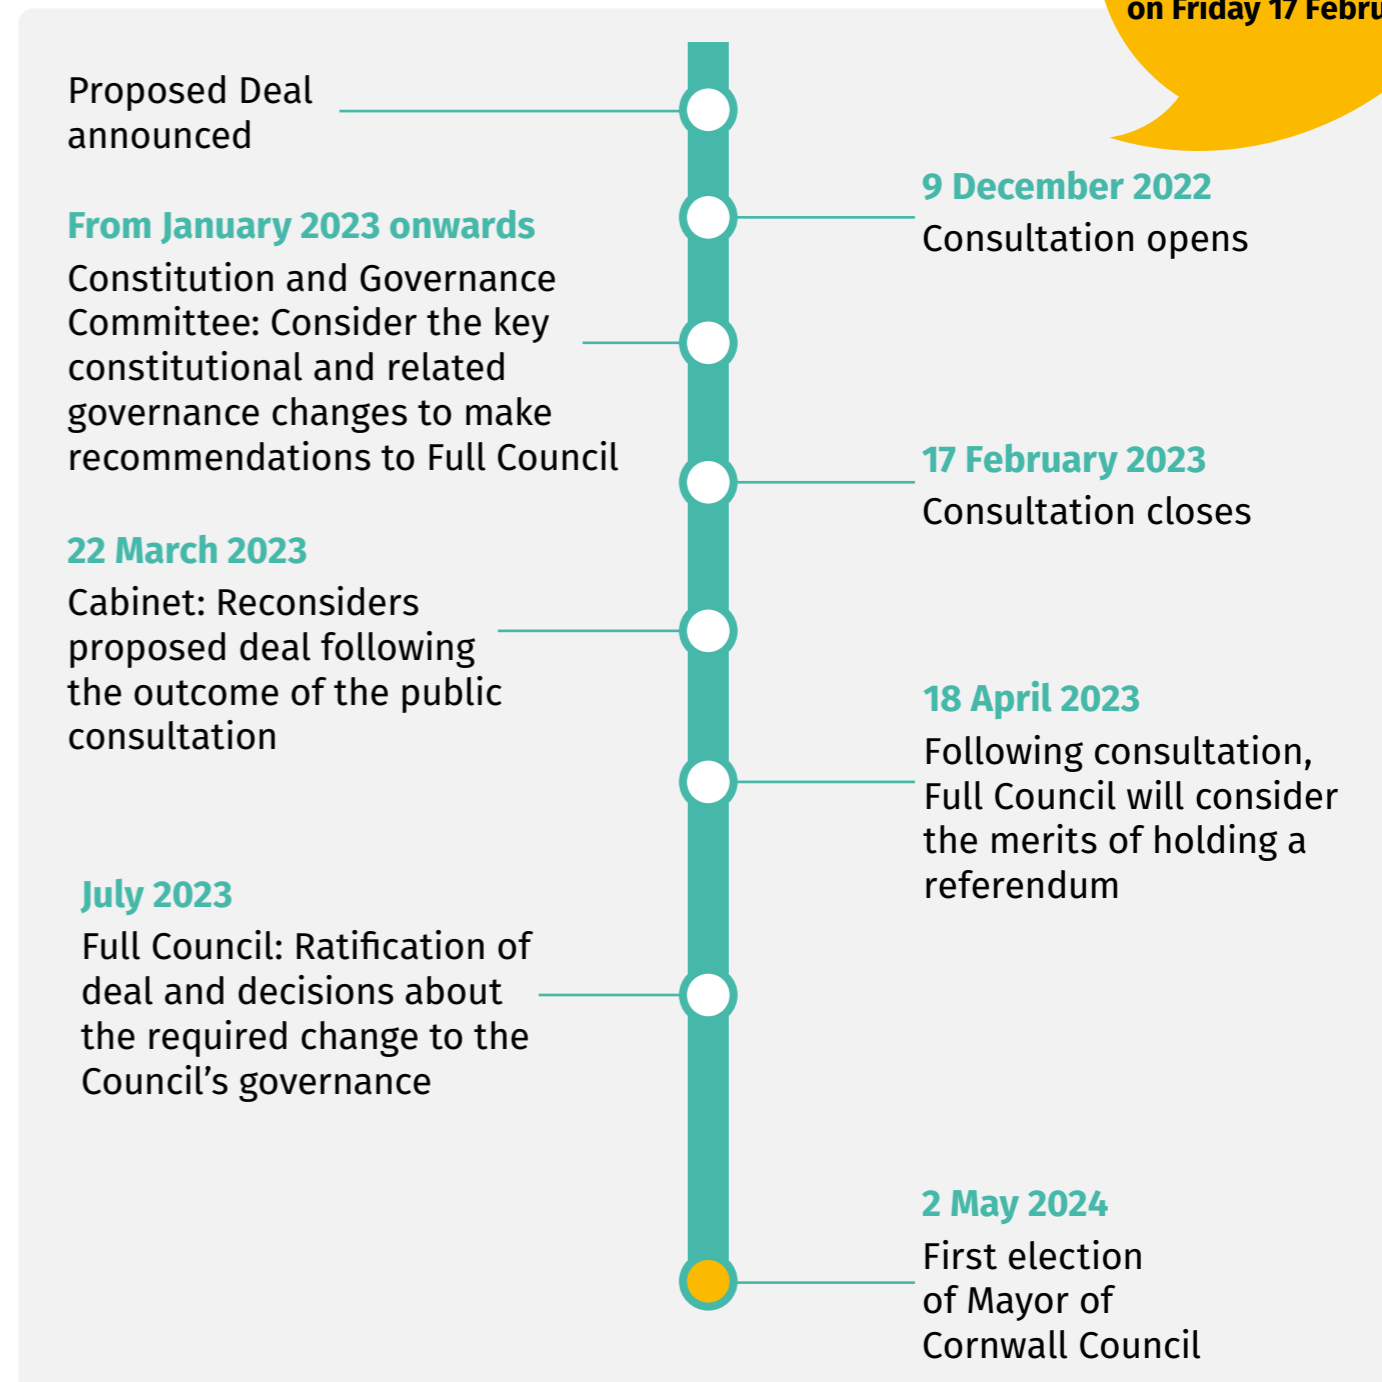 on Friday 17
Proposed Deal
announced
9 December 2022
Consultation opens
From January 2023 onwards
Constitution and Governance
Committee: Consider the key
constitutional and related
governance changes to make
recommendations to Full Council
17 February 2023
Consultation closes
22 March 2023
Cabinet: Reconsiders
proposed deal following
the outcome of the public
consultation
18 April 2023
Following consultation,
Full Council will consider
the merits of holding a
referendum
July 2023
Full Council: Ratification of
deal and decisions about
the required change to the
Council’s governance
2 May 2024
First election
of Mayor of
Cornwall Council